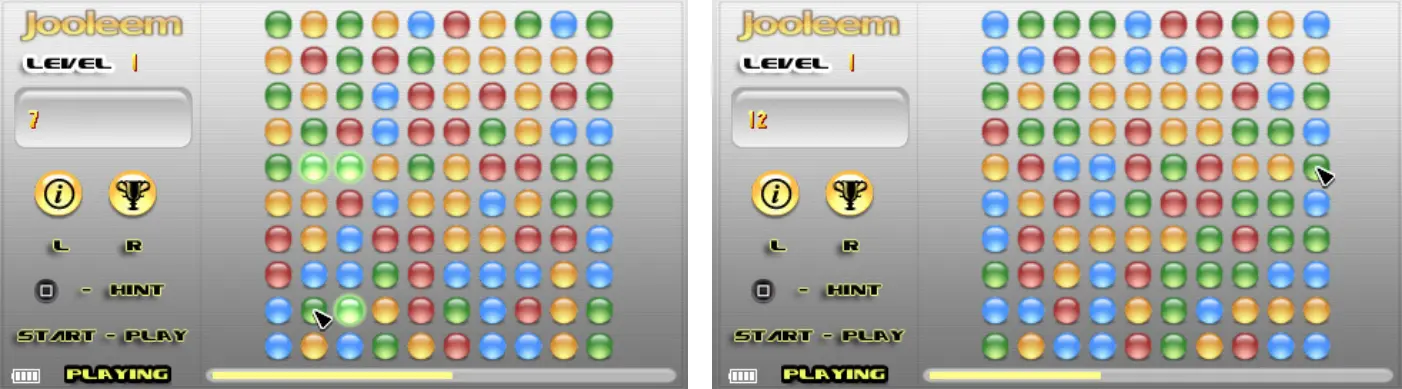 Jooleem
LEVEL 1
7
i
L R
- HINT
START - PLAY
PLAYING
Jooleem
LEVEL 1
12
i
L R
- HINT
START - PLAY
PLAYING